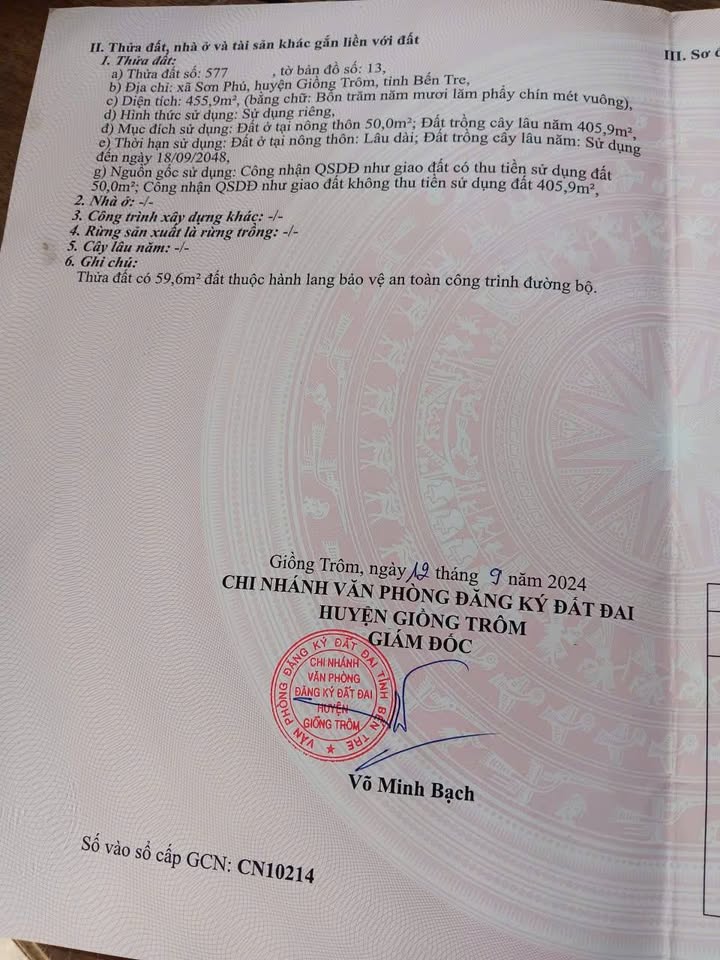 II. Thửa đất, nhà ở và tài sản khác gắn liền với đất
1. Thửa đất:
a) Thửa đất số: 577 , tờ bản đồ số: 13,
b) Địa chỉ: xã Sơn Phú, huyện Giồng Trôm, tỉnh Bến Tre,
c) Diện tích: 455,9m², (bằng chữ: Bốn trăm năm mươi lăm phẩy chín mét vuông),
d) Hình thức sử dụng: Sử dụng riêng,
đ) Mục đích sử dụng: Đất ở tại nông thôn 50,0m²; Đất trồng cây lâu năm 405,9m²,
e) Thời hạn sử dụng: Đất ở tại nông thôn: Lâu dài; Đất trồng cây lâu năm: Sử dụng
đến ngày 18/09/2048,
g) Nguồn gốc sử dụng: Công nhận QSDĐ như giao đất có thu tiền sử dụng đất
50,0m²; Công nhận QSDĐ như giao đất không thu tiền sử dụng đất 405,9m²,
2. Nhà ở: -/-
3. Công trình xây dựng khác: -/-
4. Rừng sản xuất là rừng trồng: -/-
5. Cây lâu năm: -/-
6. Ghi chú:
Thửa đất có 59,6m² đất thuộc hành lang bảo vệ an toàn công trình đường bộ.
III. Sơ đ
Giồng Trôm, ngày 12 tháng 9 năm 2024
CHI NHÁNH VĂN PHÒNG ĐĂNG KÝ ĐẤT ĐAI
HUYỆN GIỒNG TRÔM
GIÁM ĐỐC
VĂN PHÒNG ĐĂNG KÝ ĐẤT ĐAI TỈNH BẾN TRE
CHI NHÁNH
VĂN PHÒNG
ĐĂNG KÝ ĐẤT ĐAI
HUYỆN
GIỒNG TRÔM
Võ Minh Bạch
Số vào sổ cấp GCN: CN10214